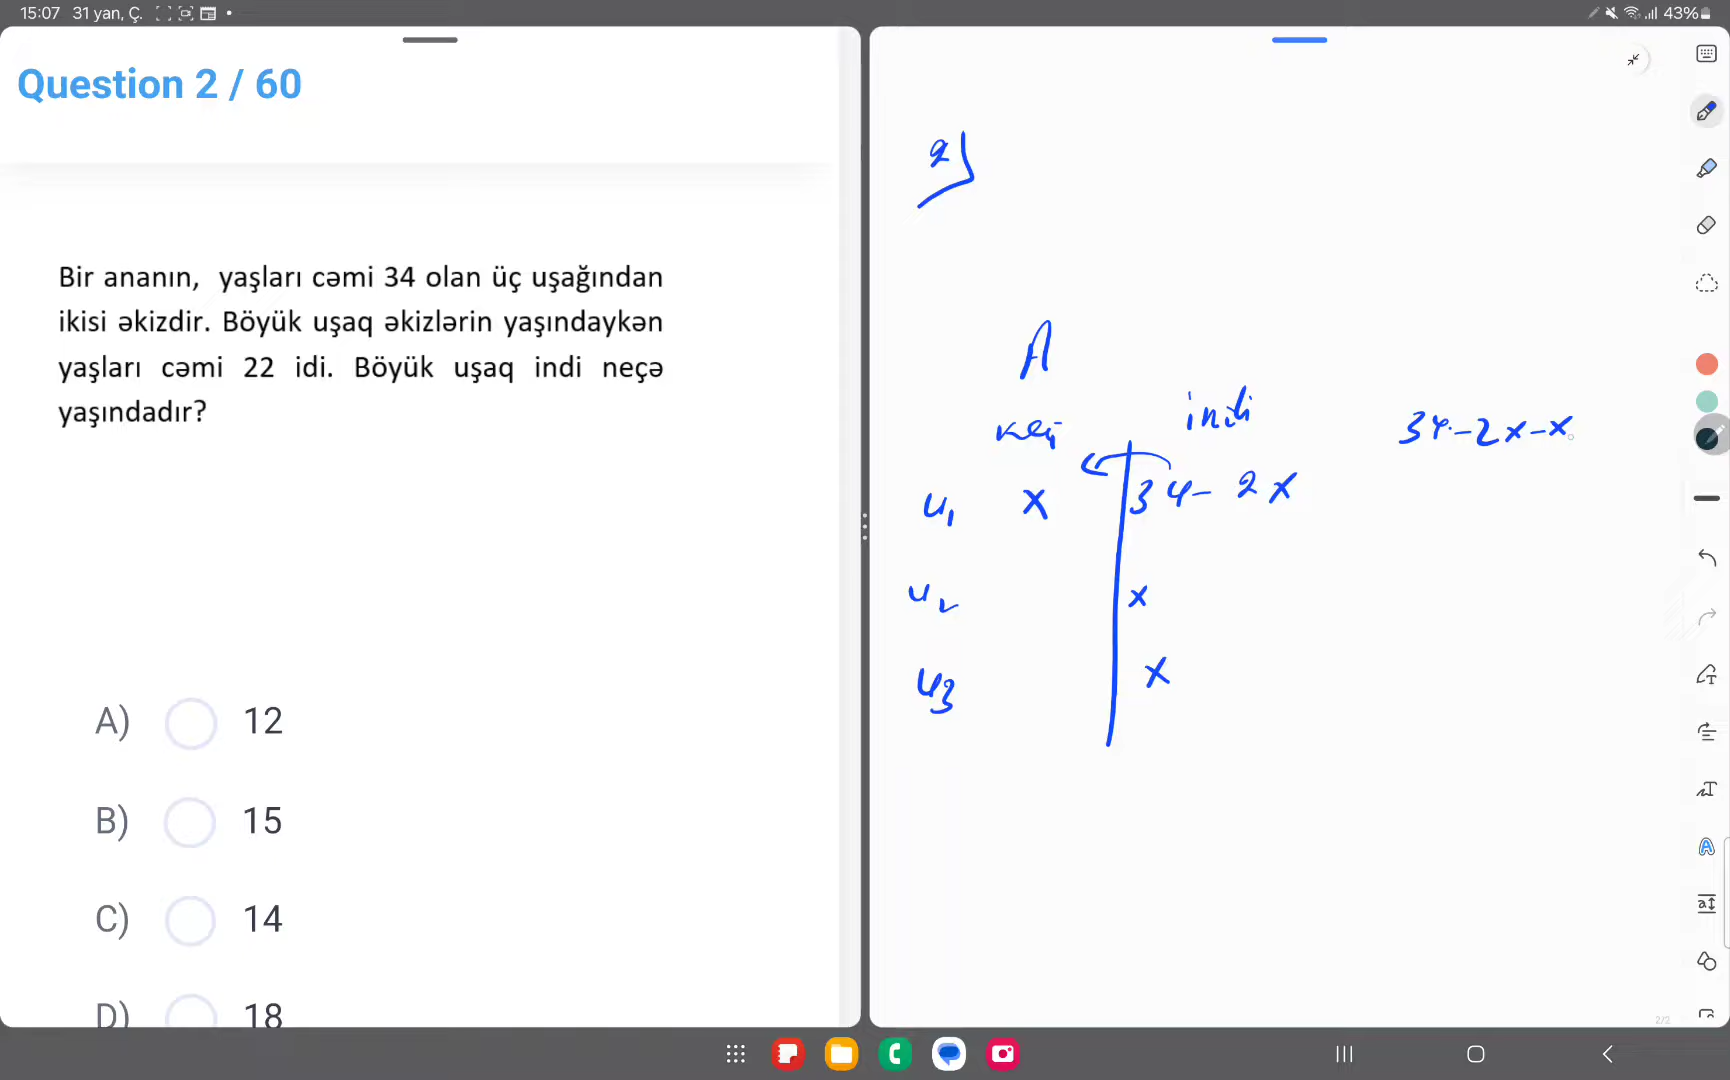 15:07 31 yan, Ç.
43%
Question 2 / 60
Bir ananın, yaşları cəmi 34 olan üç uşağından
ikisi əkizdir. Böyük uşaq əkizlərin yaşındaykən
yaşları cəmi 22 idi. Böyük uşaq indi neçə
yaşındadır?
A) 12
B) 15
C) 14
D) 18
2
A
keç indi
34-2x-x
u1 x 34-2x
u2 x
u3 x
2/2